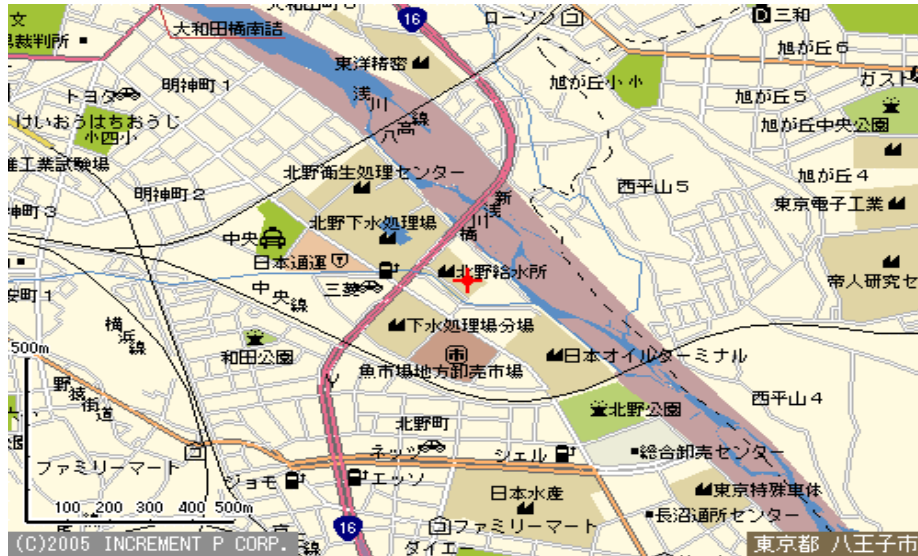 16
ローソン
三和
文
裁判所
大和田橋南詰
旭が丘6
東洋精密
明神町1
旭が丘小
小
ガスト
トヨタ
浅川
八高線
旭が丘5
けいおうはちおうじ
小四小
旭が丘中央公園
工業試験場
北野衛生処理センター
旭が丘4
明神町2
西平山5
新浅川橋
東京電子工業
神町3
北野下水処理場
中央
日本通運
北野給水所
帝人研究セ
中央線
三菱
安町1
横浜線
下水処理場分場
500m
和田公園
日本オイルターミナル
魚市場地方卸売市場
野猿街道
西平山4
北野公園
北野町
ネッツ
シェル
総合卸売センター
ファミリーマート
ジョモ
エッソ
日本水産
東京特殊車体
100 200 300 400 500m
長沼通所センター
16
ファミリーマート
(C)2005 INCREMENT P CORP.
ダイエー
東京都 八王子市